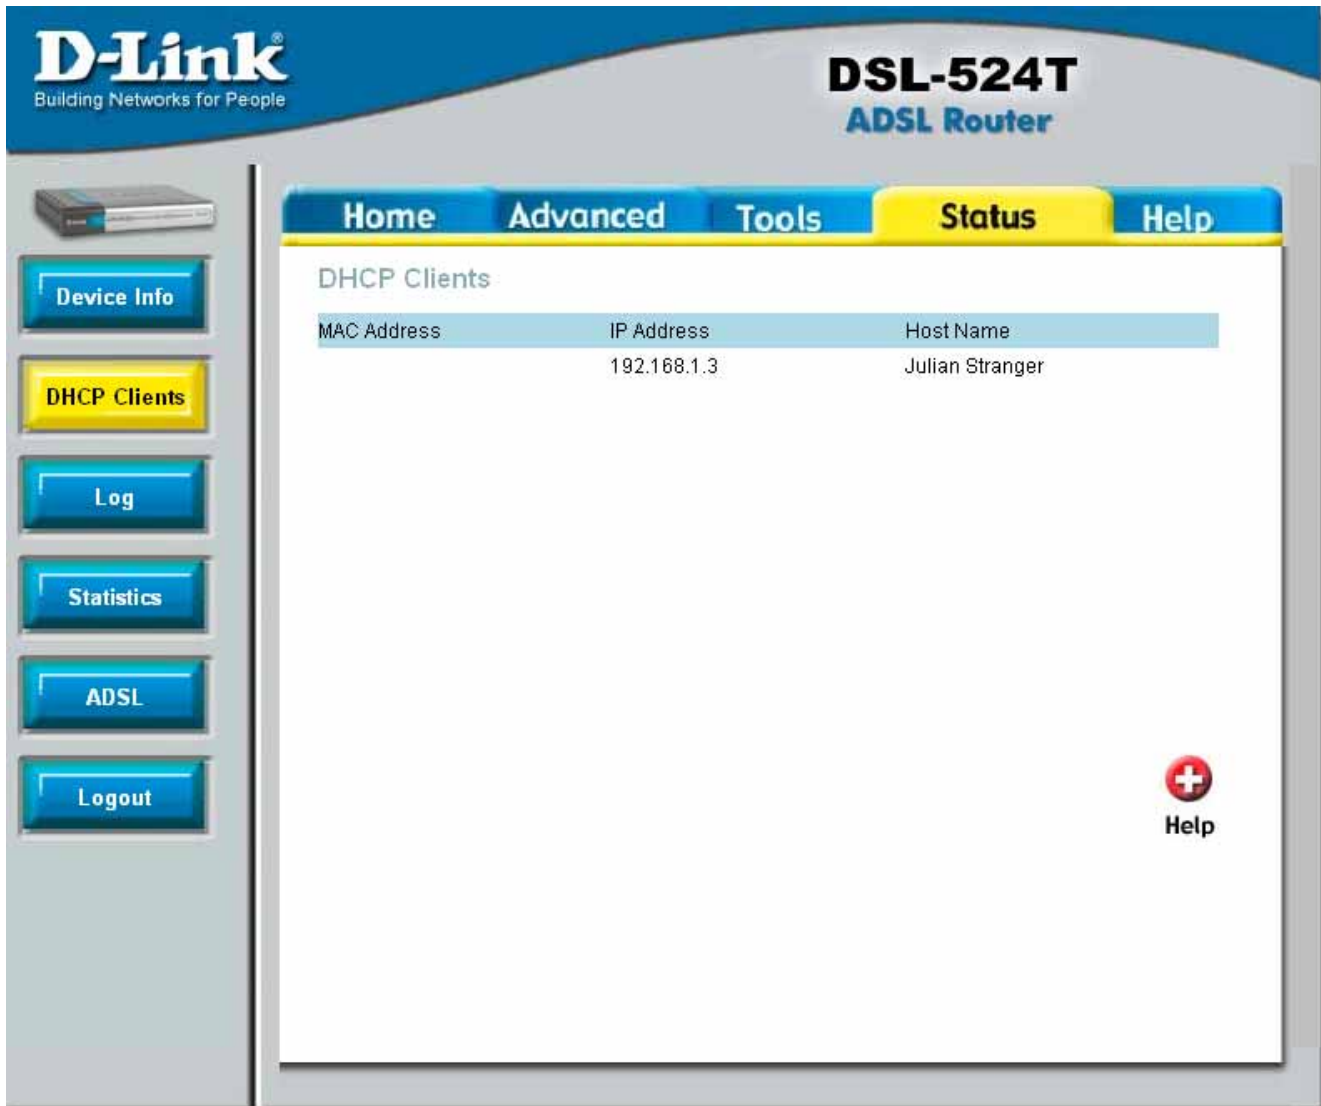 D-Link®
Building Networks for People
DSL-524T
ADSL Router
Home Advanced Tools Status Help
Device Info
DHCP Clients
Log
Statistics
ADSL
Logout
DHCP Clients
MAC Address IP Address Host Name
192.168.1.3 Julian Stranger
Help